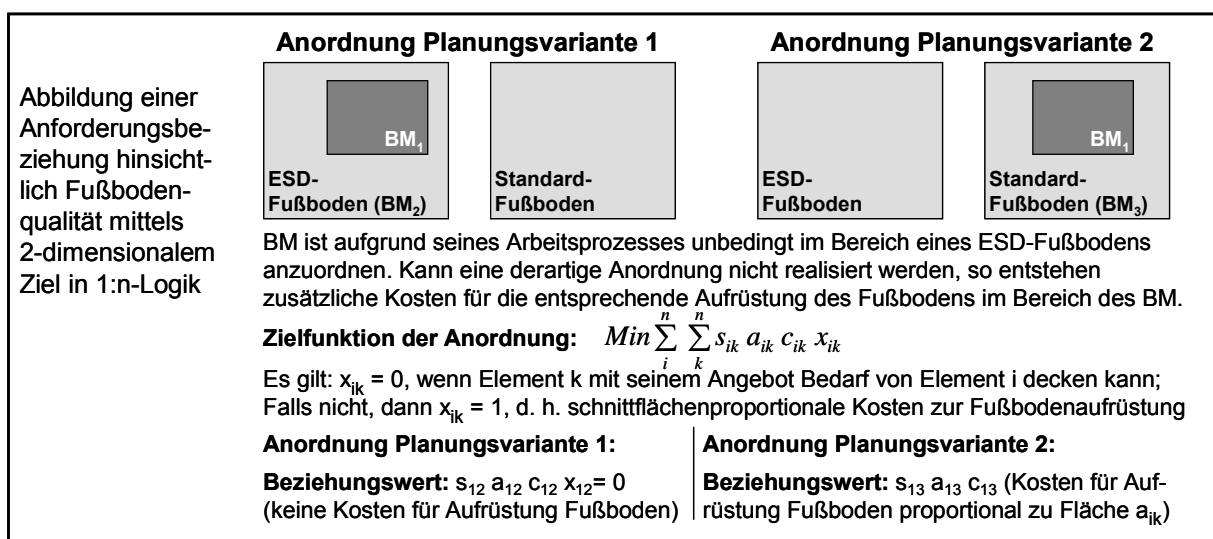 Anordnung Planungsvariante 1
Anordnung Planungsvariante 2
Abbildung einer
Anforderungsbe-
ziehung hinsicht-
lich Fußboden-
qualität mittels
2-dimensionalem
Ziel in 1:n-Logik
BM₁
ESD-
Fußboden (BM₂)
Standard-
Fußboden
ESD-
Fußboden
BM₁
Standard-
Fußboden (BM₃)
BM ist aufgrund seines Arbeitsprozesses unbedingt im Bereich eines ESD-Fußbodens
anzuordnen. Kann eine derartige Anordnung nicht realisiert werden, so entstehen
zusätzliche Kosten für die entsprechende Aufrüstung des Fußbodens im Bereich des BM.
Zielfunktion der Anordnung: Min ∑_i^n ∑_k^n s_ik a_ik c_ik x_ik
Es gilt: x_ik = 0, wenn Element k mit seinem Angebot Bedarf von Element i decken kann;
Falls nicht, dann x_ik = 1, d. h. schnittflächenproportionale Kosten zur Fußbodenaufrüstung
Anordnung Planungsvariante 1:
Beziehungswert: s₁₂ a₁₂ c₁₂ x₁₂= 0
(keine Kosten für Aufrüstung Fußboden)
Anordnung Planungsvariante 2:
Beziehungswert: s₁₃ a₁₃ c₁₃ (Kosten für Auf-
rüstung Fußboden proportional zu Fläche a_ik)